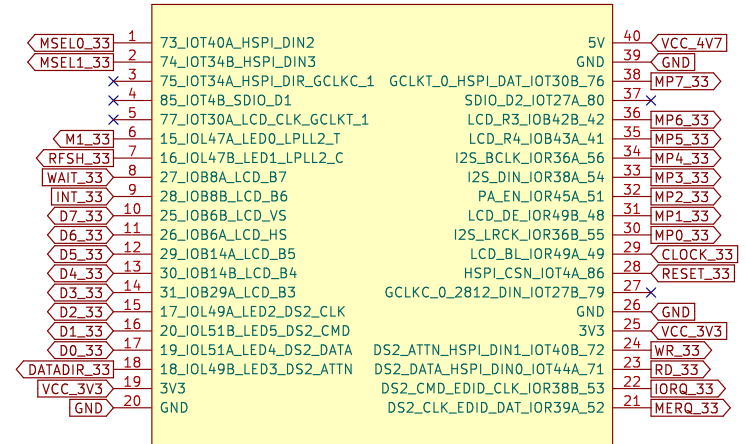 MSEL0_33 1 73_IOT40A_HSPI_DIN2 5V 40 VCC_4V7
MSEL1_33 2 74_IOT34B_HSPI_DIN3 GND 39 GND
3 75_IOT34A_HSPI_DIR_GCLKC_1 GCLKT_0_HSPI_DAT_IOT30B_76 38 MP7_33
4 85_IOT4B_SDIO_D1 SDIO_D2_IOT27A_80 37
5 77_IOT30A_LCD_CLK_GCLKT_1 LCD_R3_IOB42B_42 36 MP6_33
M1_33 6 15_IOL47A_LED0_LPLL2_T LCD_R4_IOB43A_41 35 MP5_33
RFSH_33 7 16_IOL47B_LED1_LPLL2_C I2S_BCLK_IOR36A_56 34 MP4_33
WAIT_33 8 27_IOB8A_LCD_B7 I2S_DIN_IOR38A_54 33 MP3_33
INT_33 9 28_IOB8B_LCD_B6 PA_EN_IOR45A_51 32 MP2_33
D7_33 10 25_IOB6B_LCD_VS LCD_DE_IOR49B_48 31 MP1_33
D6_33 11 26_IOB6A_LCD_HS I2S_LRCK_IOR36B_55 30 MP0_33
D5_33 12 29_IOB14A_LCD_B5 LCD_BL_IOR49A_49 29 CLOCK_33
D4_33 13 30_IOB14B_LCD_B4 HSPI_CSN_IOT4A_86 28 RESET_33
D3_33 14 31_IOB29A_LCD_B3 GCLKC_0_2812_DIN_IOT27B_79 27
D2_33 15 17_IOL49A_LED2_DS2_CLK GND 26 GND
D1_33 16 20_IOL51B_LED5_DS2_CMD 3V3 25 VCC_3V3
D0_33 17 19_IOL51A_LED4_DS2_DATA DS2_ATTN_HSPI_DIN1_IOT40B_72 24 WR_33
DATADIR_33 18 18_IOL49B_LED3_DS2_ATTN DS2_DATA_HSPI_DIN0_IOT44A_71 23 RD_33
VCC_3V3 19 3V3 DS2_CMD_EDID_CLK_IOR38B_53 22 IORQ_33
GND 20 GND DS2_CLK_EDID_DAT_IOR39A_52 21 MERQ_33